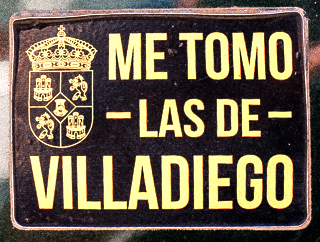 ME TOMO
- LAS DE -
VILLADIEGO